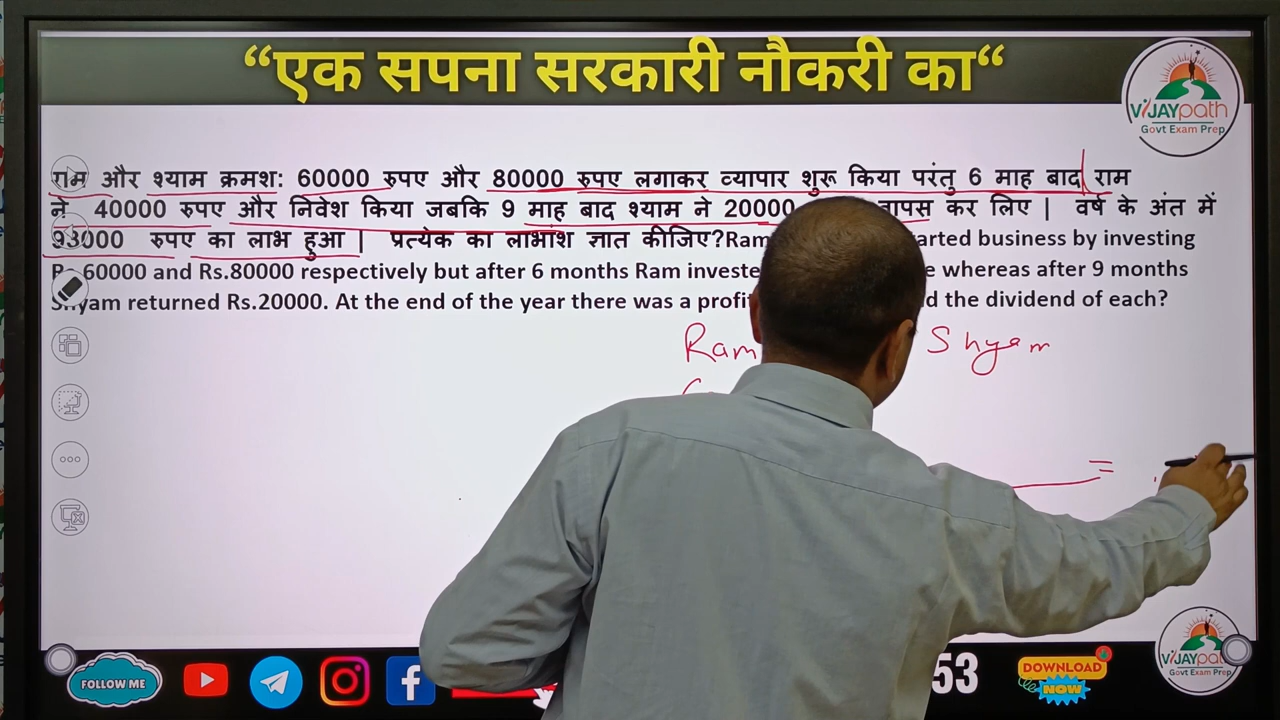 “एक सपना सरकारी नौकरी का“
VIJAYpath
Govt Exam Prep
राम और श्याम क्रमश: 60000 रुपए और 80000 रुपए लगाकर व्यापार शुरू किया परंतु 6 माह बाद राम
ने 40000 रुपए और निवेश किया जबकि 9 माह बाद श्याम ने 20000 वापस कर लिए | वर्ष के अंत में
93000 रुपए का लाभ हुआ | प्रत्येक का लाभांश ज्ञात कीजिए?Ram arted business by investing
60000 and Rs.80000 respectively but after 6 months Ram investe e whereas after 9 months
Shyam returned Rs.20000. At the end of the year there was a profi d the dividend of each?
Ram Shyam
=
FOLLOW ME
53
DOWNLOAD
NOW
VIJAYpath
Govt Exam Prep